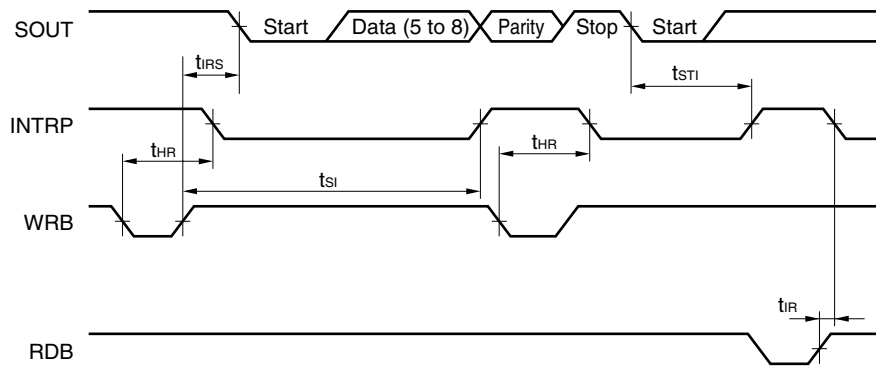 SOUT Start Data (5 to 8) Parity Stop Start
tIRS
tSTI
INTRP
tHR tHR
tSI
WRB
tIR
RDB